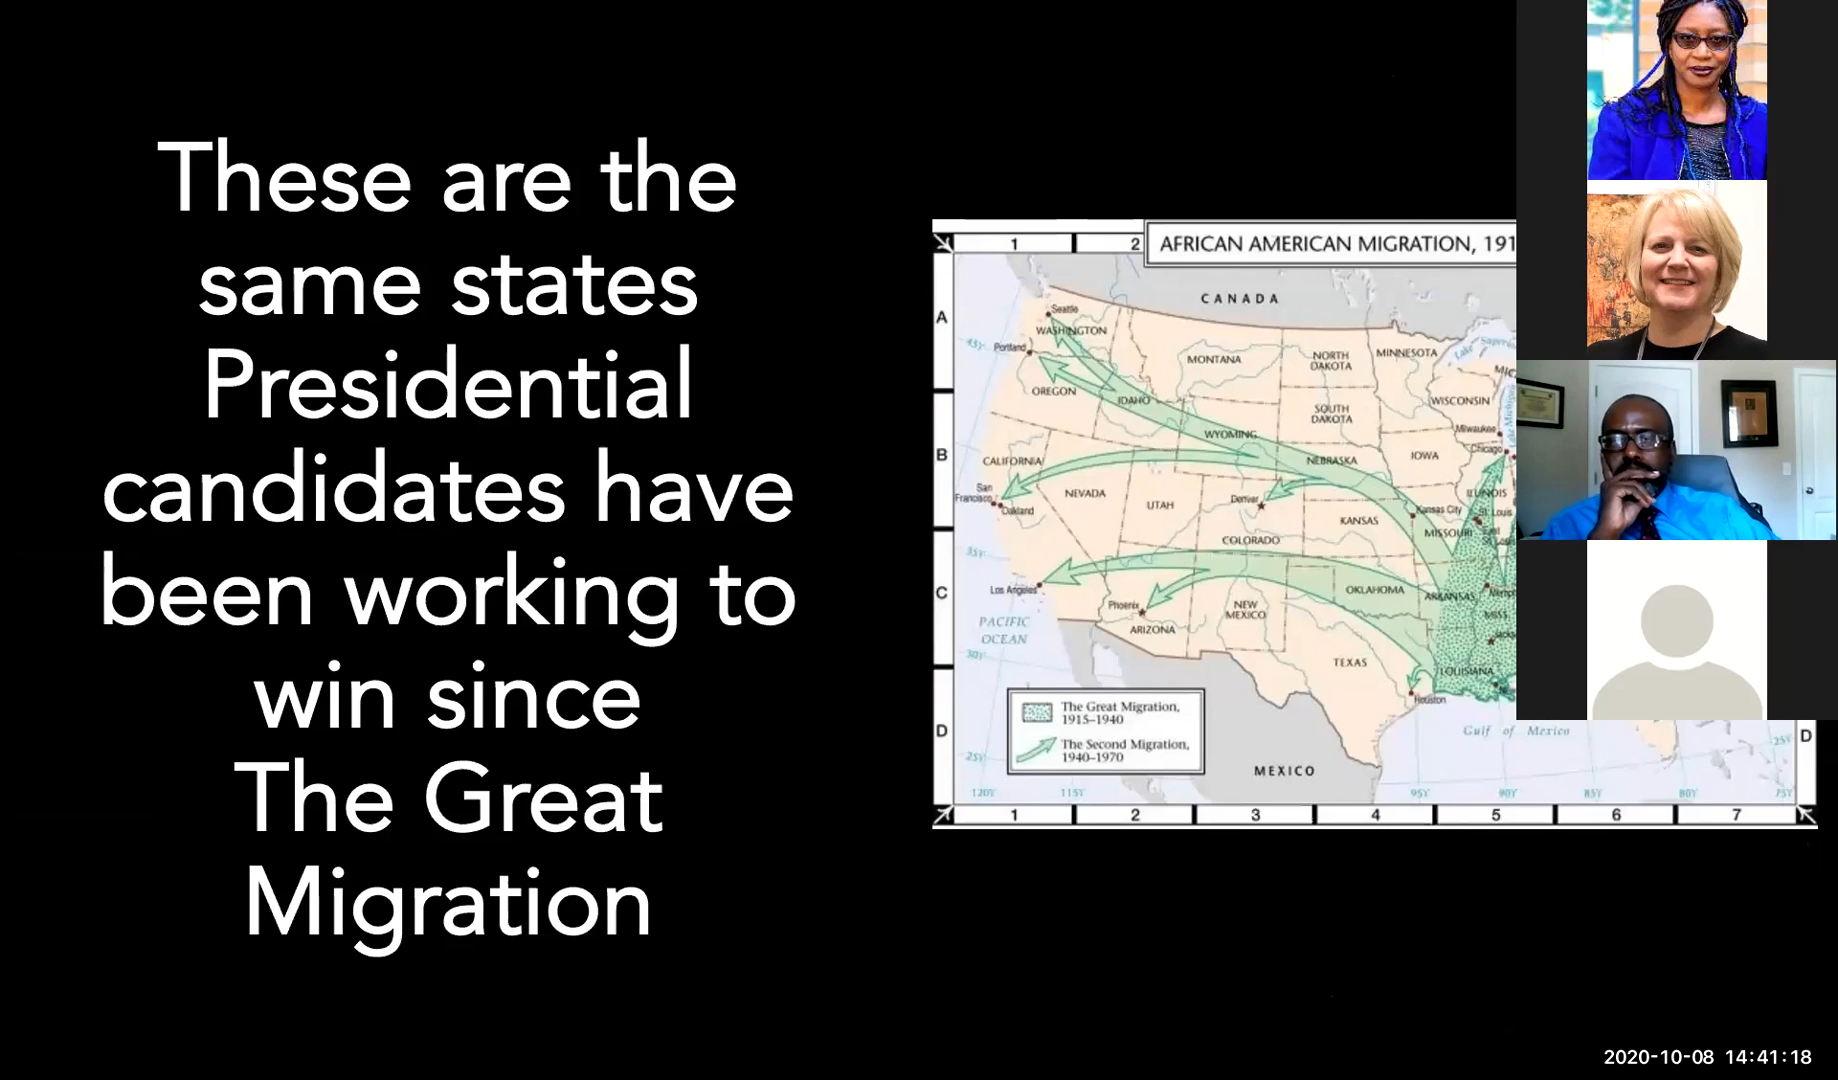 These are the
same states
Presidential
candidates have
been working to
win since
The Great
Migration
AFRICAN AMERICAN MIGRATION, 191
1
2
A
B
C
D
CANADA
Seattle
WASHINGTON
Portland
OREGON
IDAHO
MONTANA
NORTH
DAKOTA
MINNESOTA
Lake
SOUTH
DAKOTA
WISCONSIN
Milwaukee
Lake Michigan
Chicago
WYOMING
CALIFORNIA
NEBRASKA
IOWA
San
Francisco
Oakland
NEVADA
UTAH
Denver
COLORADO
KANSAS
Kansas City
MISSOURI
ILLINOIS
St. Louis
East
Los Angeles
Phoenix
ARIZONA
NEW
MEXICO
OKLAHOMA
ARKANSAS
MISS.
TEXAS
LOUISIANA
Houston
PACIFIC
OCEAN
Gulf of Mexico
MEXICO
The Great Migration,
1915–1940
The Second Migration,
1940–1970
D
1 2 3 4 5 6 7
2020-10-08 14:41:18